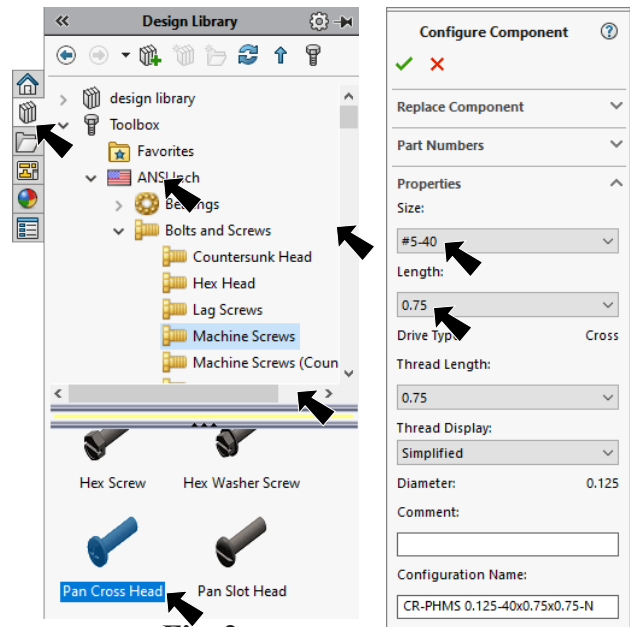 Design Library
design library
Toolbox
Favorites
ANSI Inch
Bearings
Bolts and Screws
Countersunk Head
Hex Head
Lag Screws
Machine Screws
Machine Screws (Coun
Hex Screw
Hex Washer Screw
Pan Cross Head
Pan Slot Head
Configure Component
Replace Component
Part Numbers
Properties
Size:
#5-40
Length:
0.75
Drive Type: Cross
Thread Length:
0.75
Thread Display:
Simplified
Diameter: 0.125
Comment:
Configuration Name:
CR-PHMS 0.125-40x0.75x0.75-N